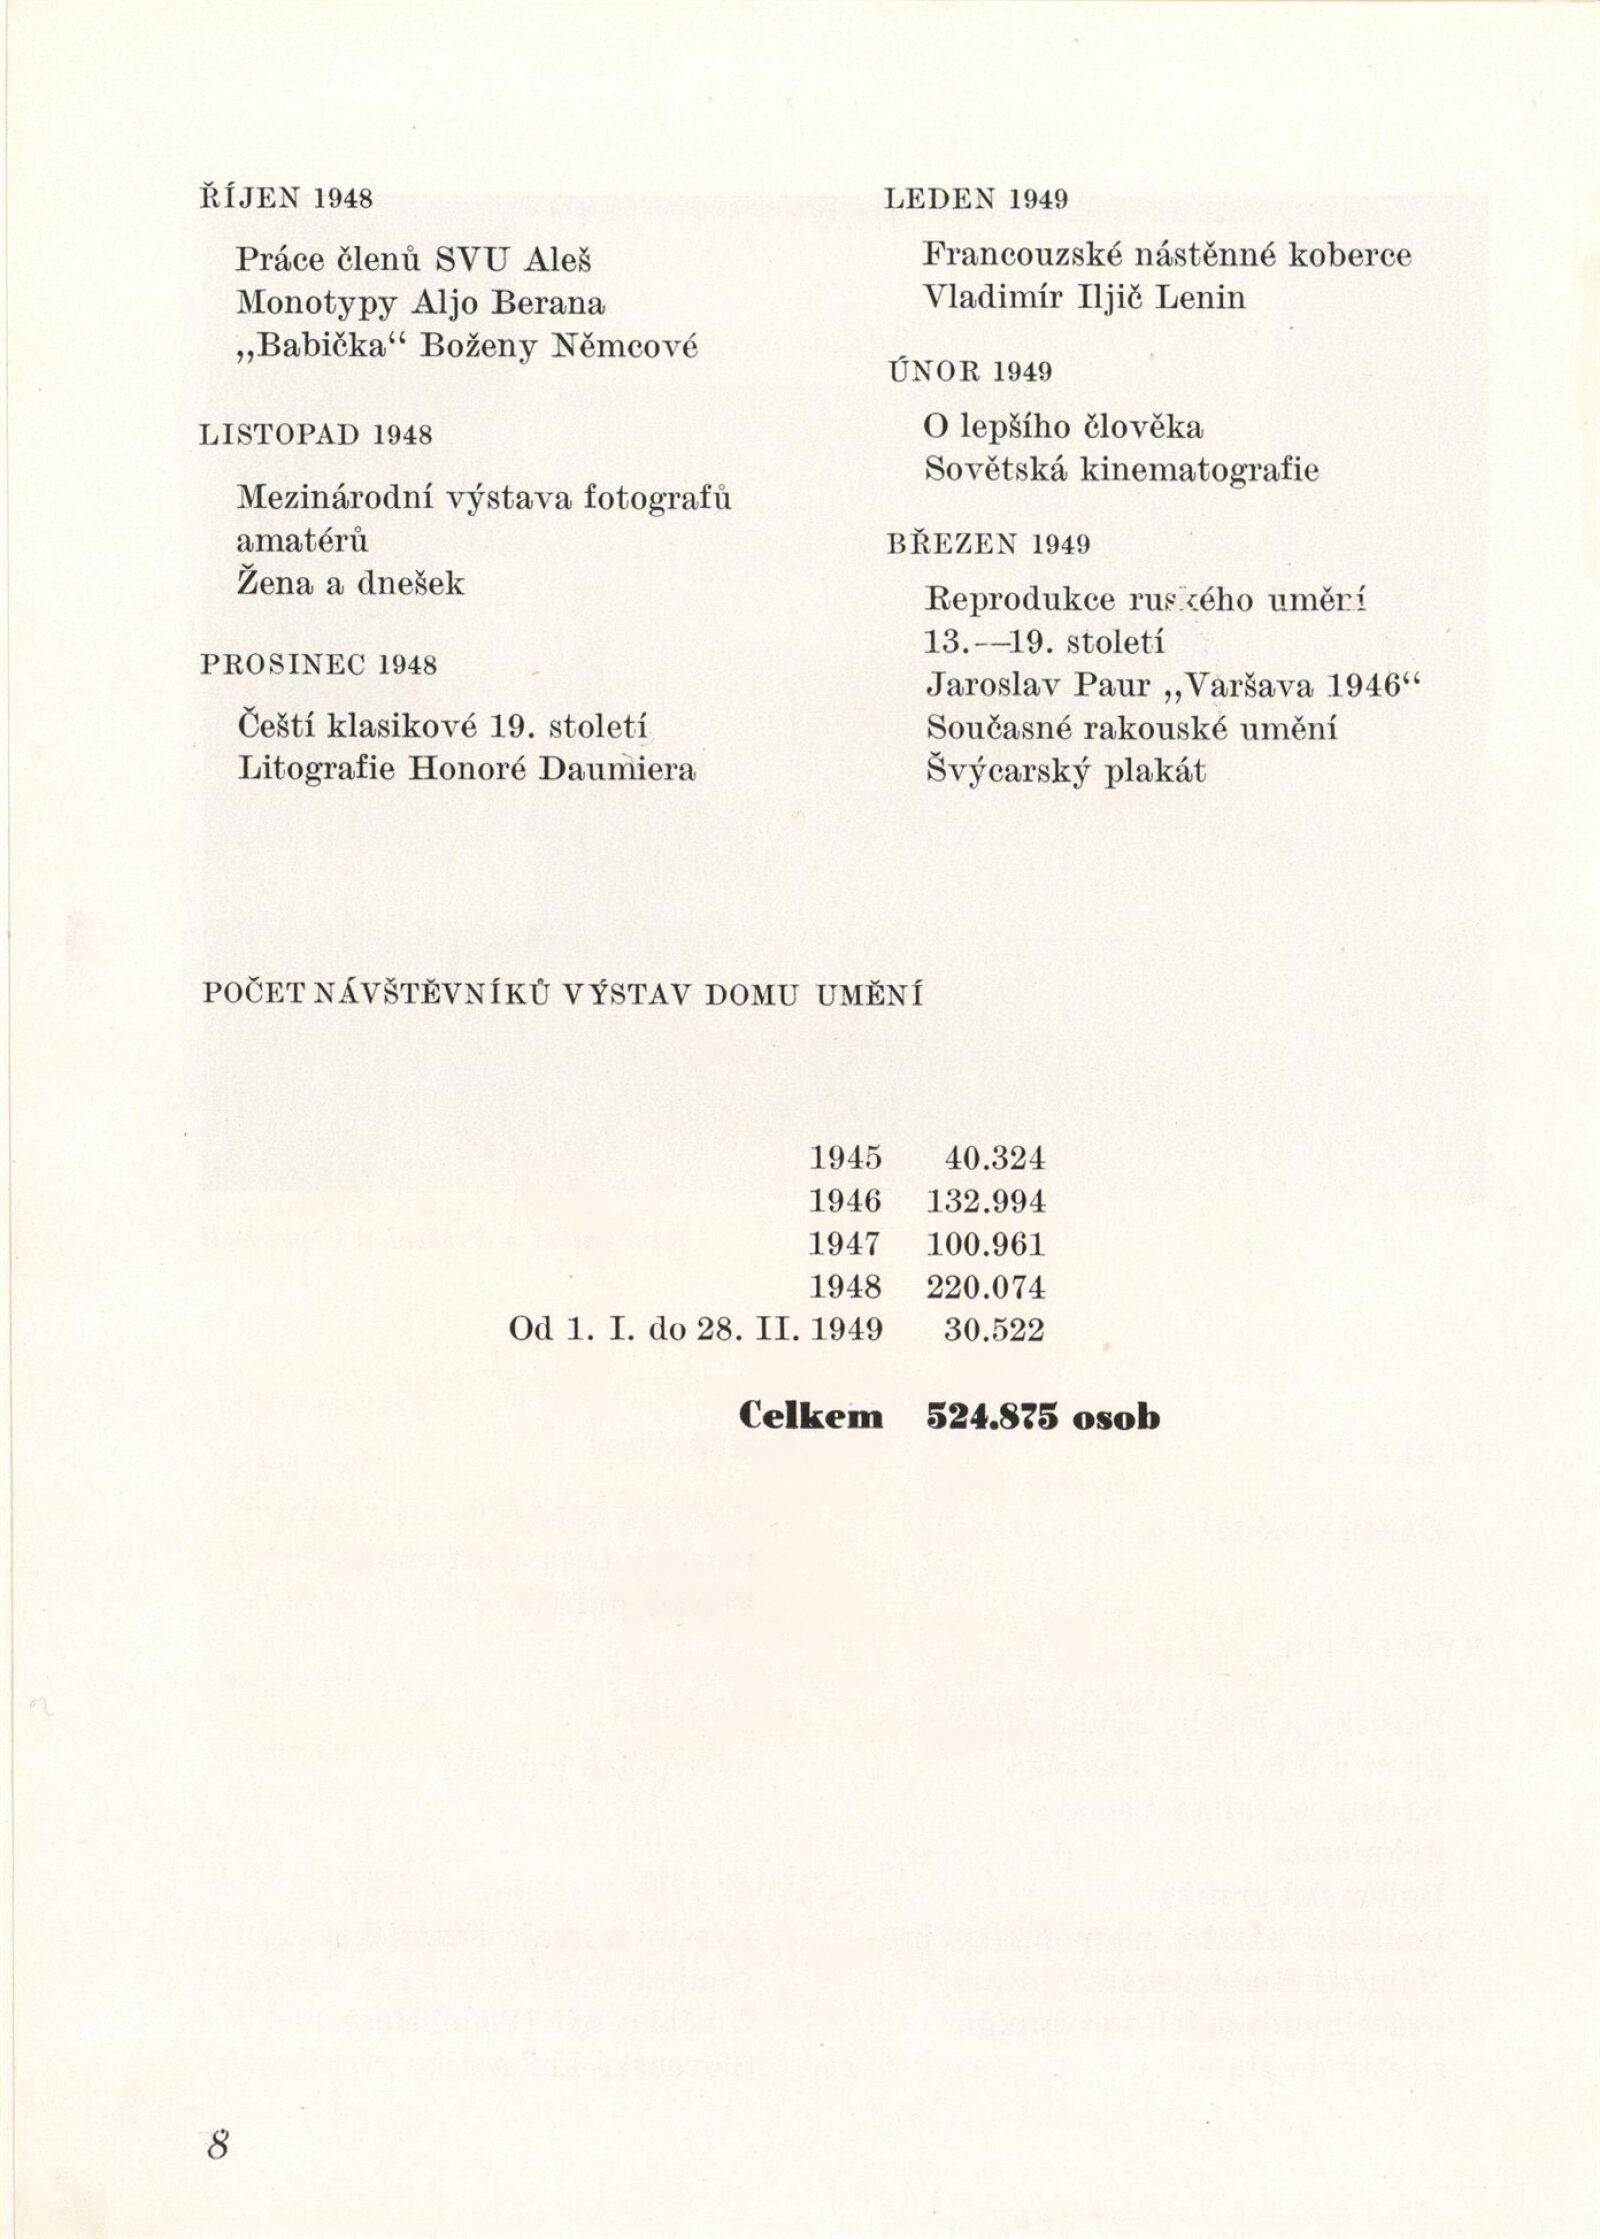 ŘÍJEN 1948
Práce členů SVU Aleš
Monotypy Aljo Berana
„Babička“ Boženy Němcové
LISTOPAD 1948
Mezinárodní výstava fotografů
amatérů
Žena a dnešek
PROSINEC 1948
Čeští klasikové 19. století
Litografie Honoré Daumiera
LEDEN 1949
Francouzské nástěnné koberce
Vladimír Iljič Lenin
ÚNOR 1949
O lepšího člověka
Sovětská kinematografie
BŘEZEN 1949
Reprodukce ruského umění
13.—19. století
Jaroslav Paur „Varšava 1946“
Současné rakouské umění
Švýcarský plakát
POČET NÁVŠTĚVNÍKŮ VÝSTAV DOMU UMĚNÍ
1945 40.324
1946 132.994
1947 100.961
1948 220.074
Od 1. I. do 28. II. 1949 30.522
Celkem 524.875 osob
8